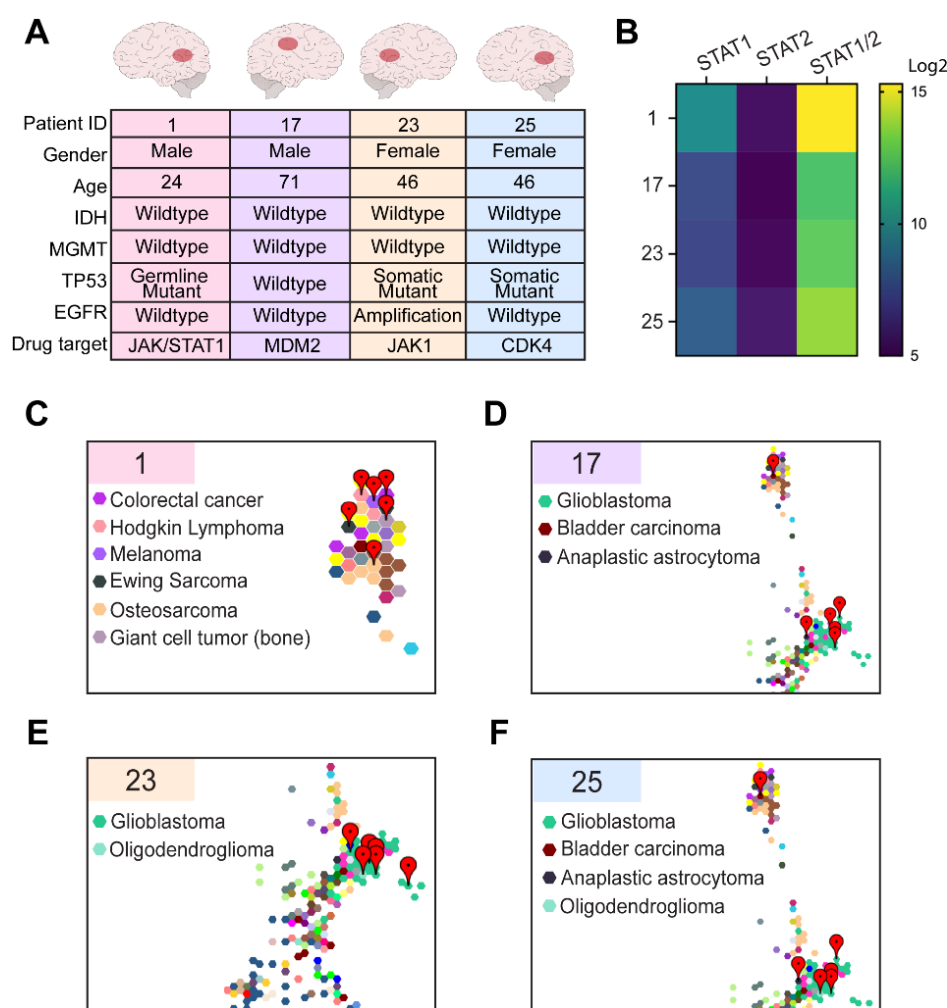 A
B
STAT1 STAT2 STAT1/2
Log2
Patient ID 1 17 23 25
Gender Male Male Female Female
Age 24 71 46 46
IDH Wildtype Wildtype Wildtype Wildtype
MGMT Wildtype Wildtype Wildtype Wildtype
TP53 Germline Mutant Wildtype Somatic Mutant Somatic Mutant
EGFR Wildtype Wildtype Amplification Wildtype
Drug target JAK/STAT1 MDM2 JAK1 CDK4
1
17
23
25
15
10
5
C
1
Colorectal cancer
Hodgkin Lymphoma
Melanoma
Ewing Sarcoma
Osteosarcoma
Giant cell tumor (bone)
D
17
Glioblastoma
Bladder carcinoma
Anaplastic astrocytoma
E
23
Glioblastoma
Oligodendroglioma
F
25
Glioblastoma
Bladder carcinoma
Anaplastic astrocytoma
Oligodendroglioma